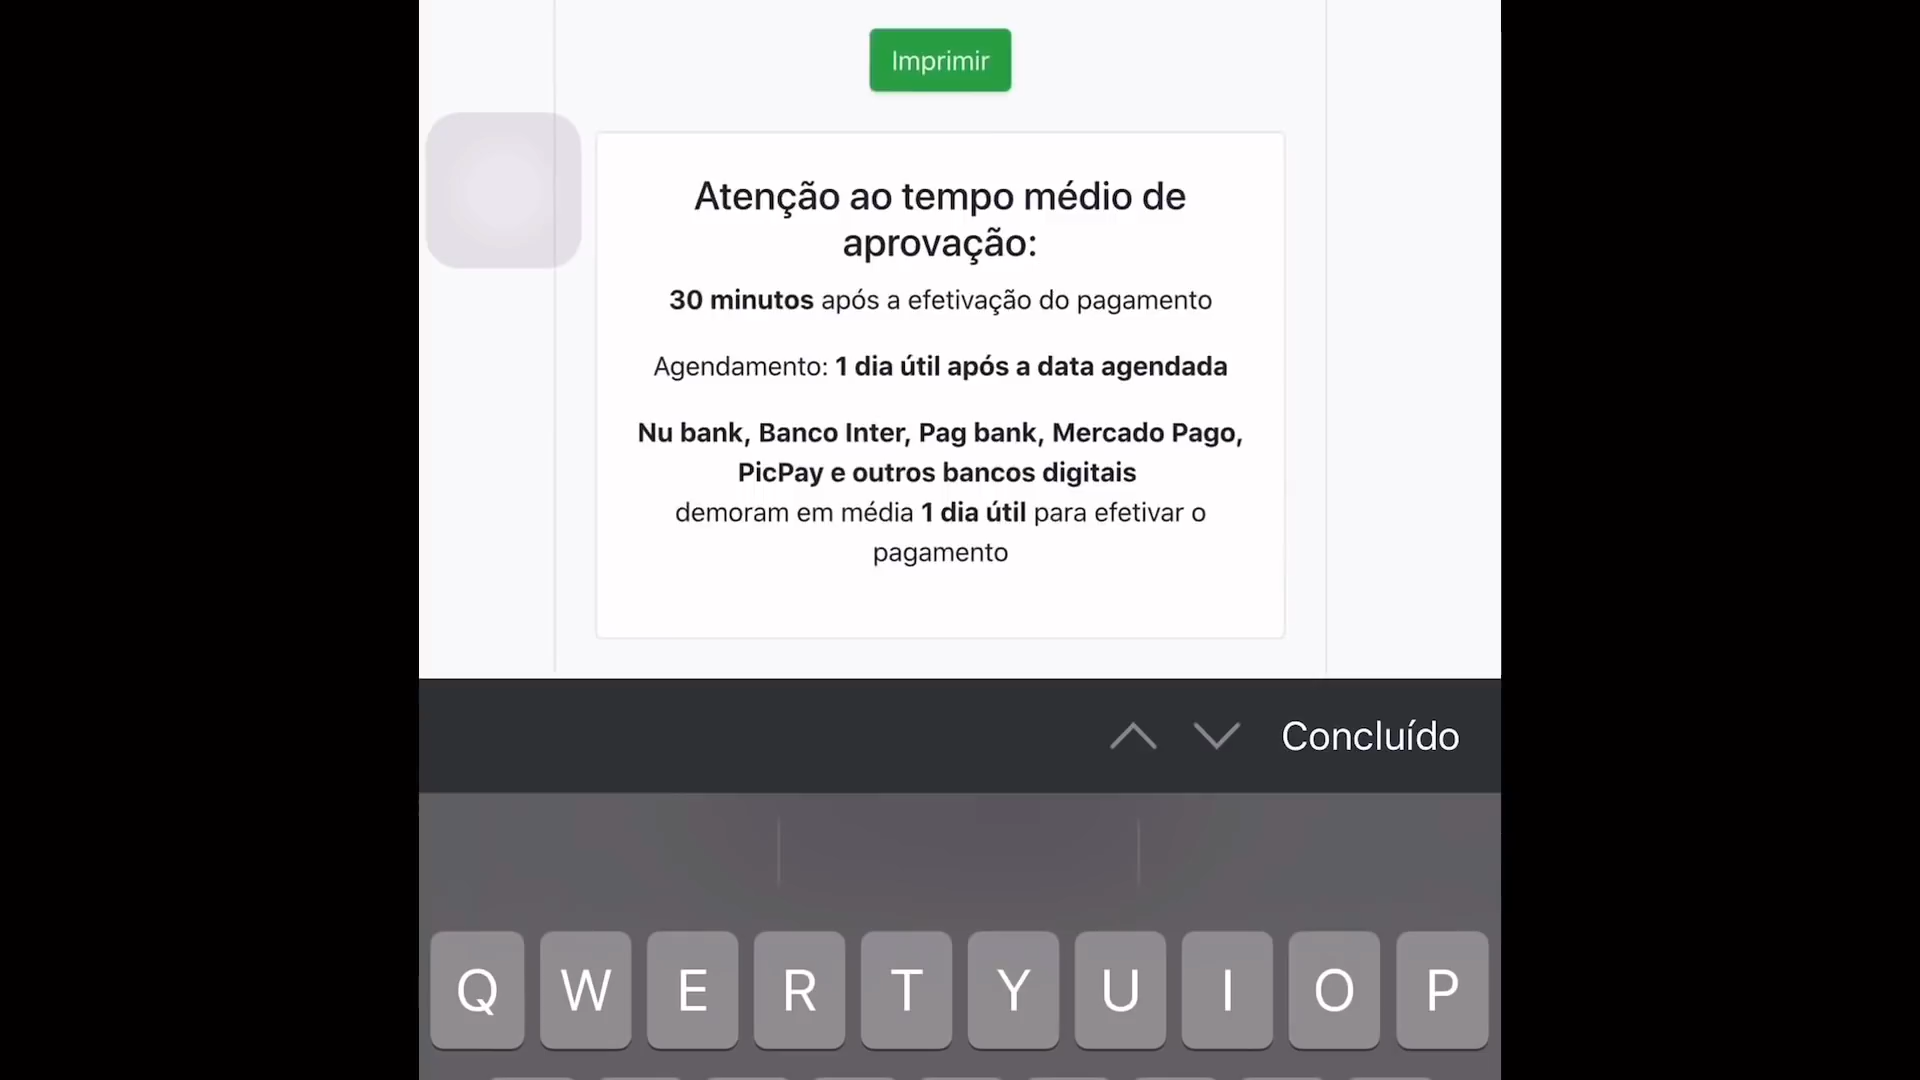 Imprimir
Atenção ao tempo médio de
aprovação:
30 minutos após a efetivação do pagamento
Agendamento: 1 dia útil após a data agendada
Nu bank, Banco Inter, Pag bank, Mercado Pago,
PicPay e outros bancos digitais
demoram em média 1 dia útil para efetivar o
pagamento
Concluído
Q W E R T Y U I O P